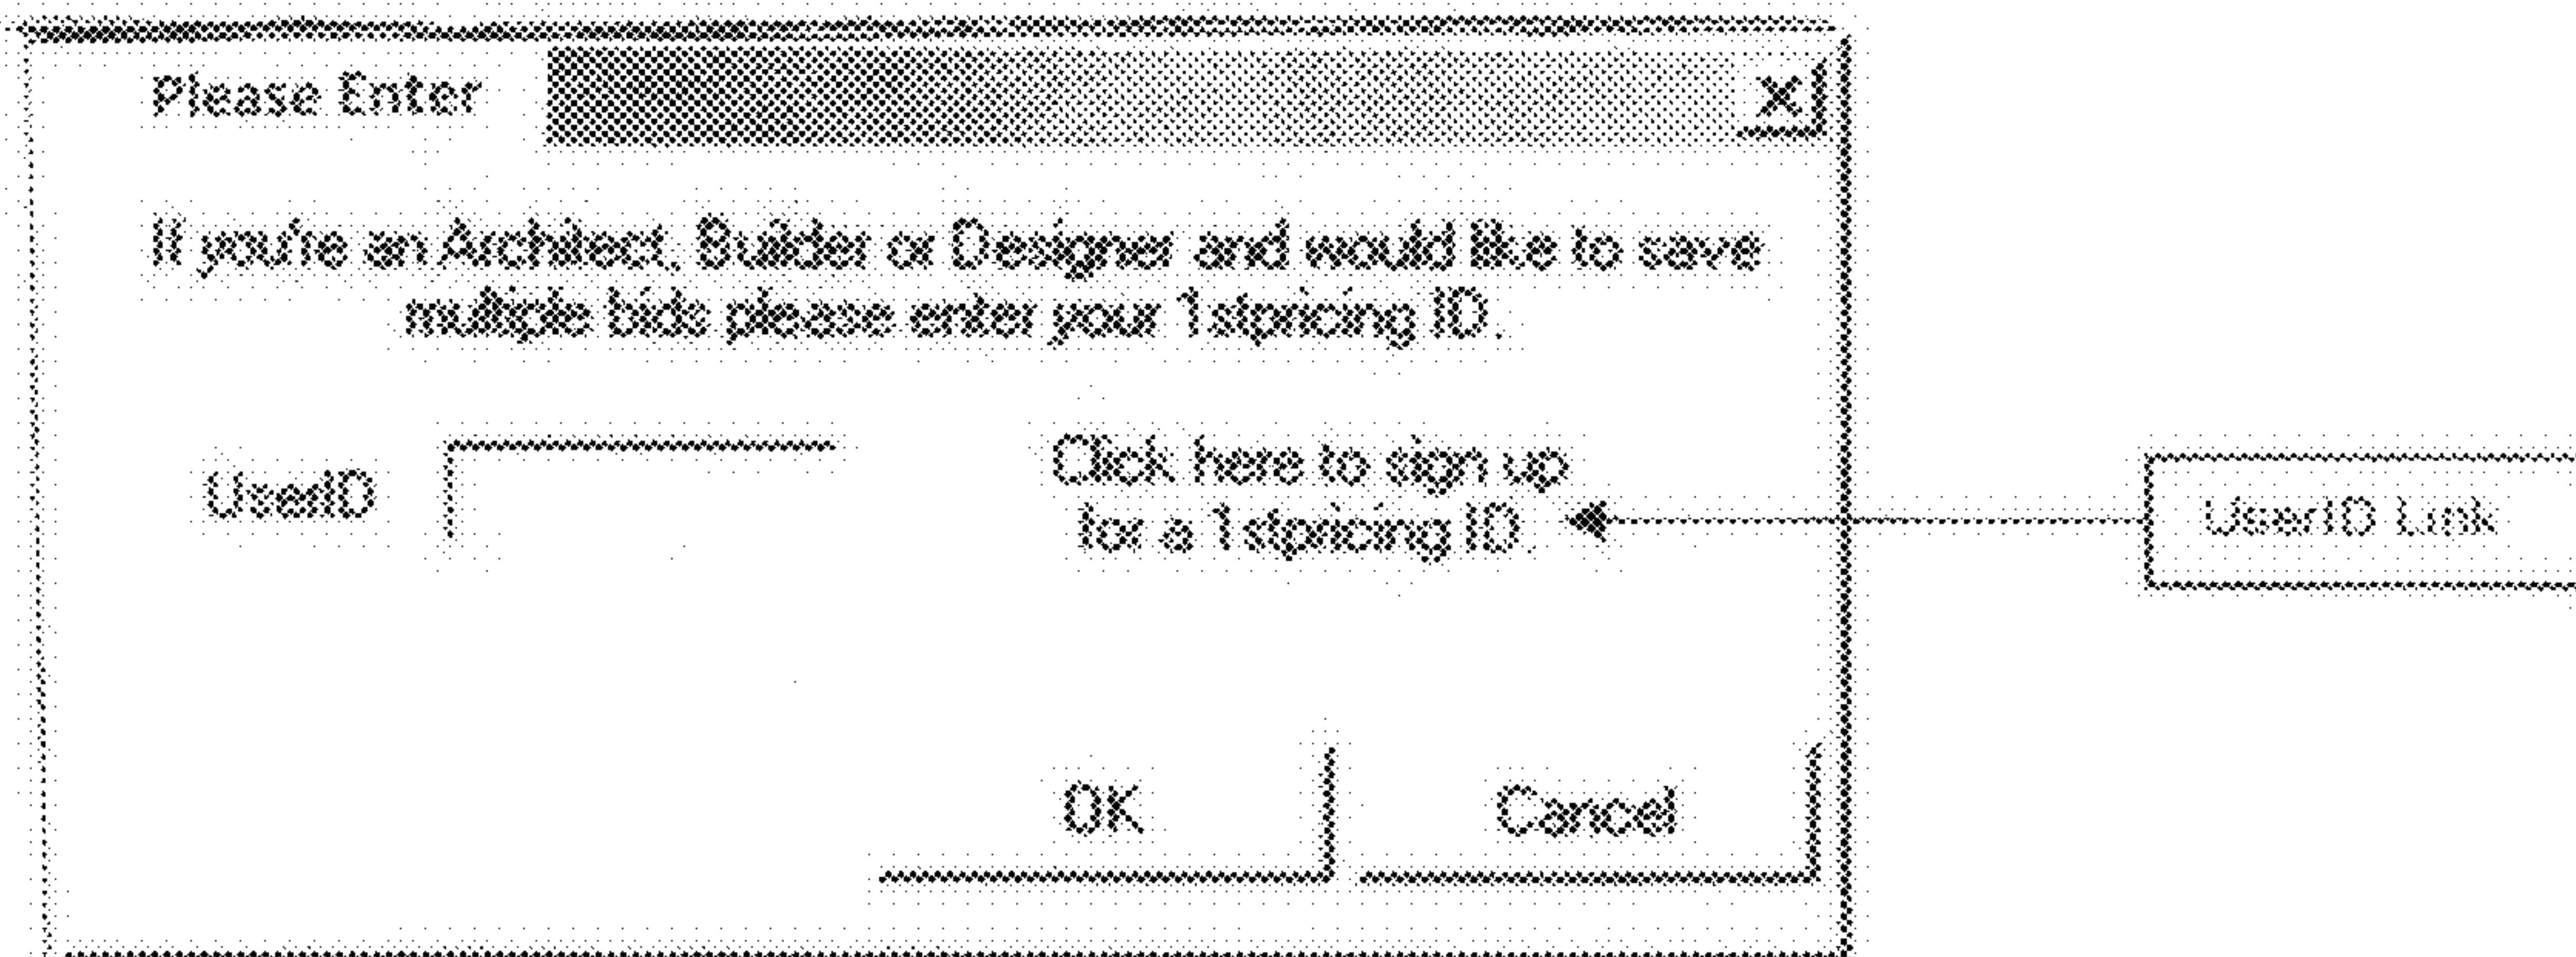 Please Enter
X
If you're an Architect, Builder or Designer and would like to save
multiple bids please enter your 1stpricing ID.
Click here to sign up
for a 1stpricing ID.
UserID
UserID Link
OK
Cancel